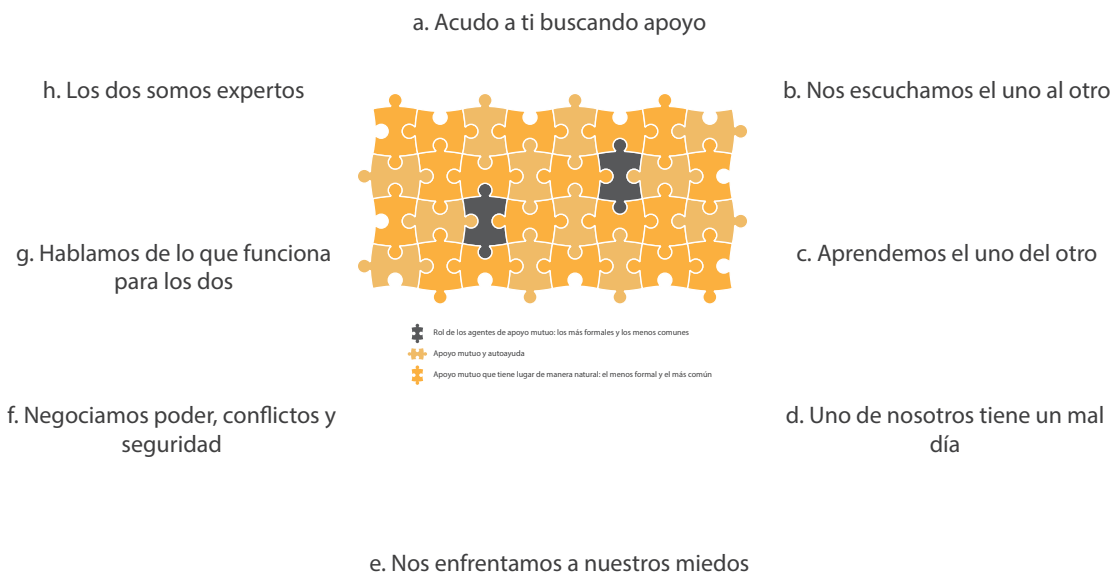 a. Acudo a ti buscando apoyo
h. Los dos somos expertos
b. Nos escuchamos el uno al otro
g. Hablamos de lo que funciona
para los dos
c. Aprendemos el uno del otro
Rol de los agentes de apoyo mutuo: los más formales y los menos comunes
Apoyo mutuo y autoayuda
Apoyo mutuo que tiene lugar de manera natural: el menos formal y el más común
f. Negociamos poder, conflictos y
seguridad
d. Uno de nosotros tiene un mal
día
e. Nos enfrentamos a nuestros miedos